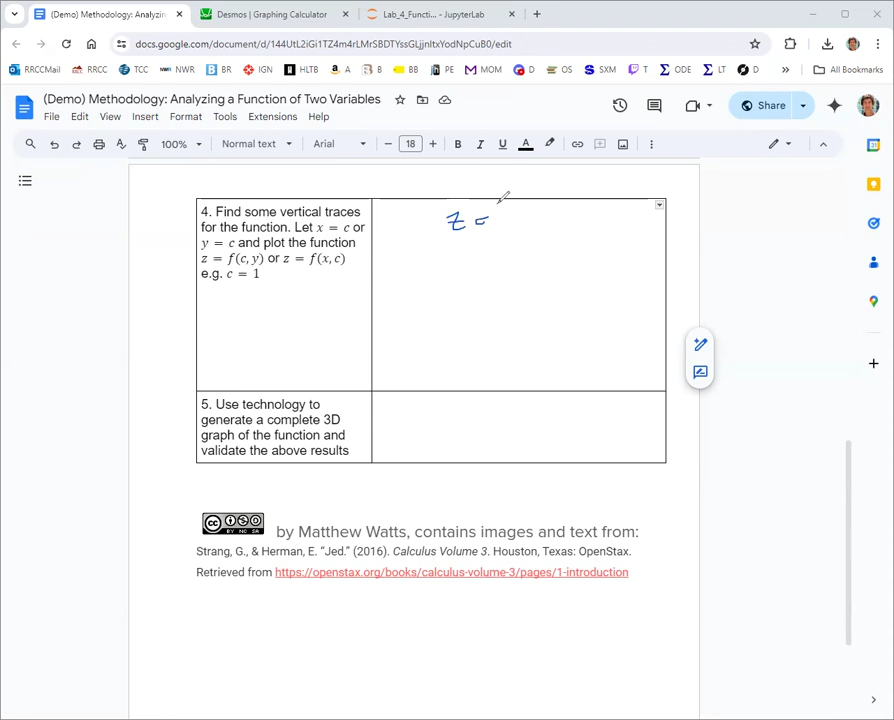 (Demo) Methodology: Analyzin
Desmos | Graphing Calculator
Lab_4_Functi... - JupyterLab
docs.google.com/document/d/144UtL2iGi1TZ4m4rLMrSBDTYssGLjjnItxYodNpCuB0/edit
RRCCMail RRCC TCC NWR BR IGN HLTB A B BB PE MOM D OS SXM T ODE LT D All Bookmarks
(Demo) Methodology: Analyzing a Function of Two Variables
Share
File Edit View Insert Format Tools Extensions Help
100% Normal text Arial 18 B I U A
4. Find some vertical traces
for the function. Let x = c or
y = c and plot the function
z = f(c, y) or z = f(x, c)
e.g. c = 1
z =
5. Use technology to
generate a complete 3D
graph of the function and
validate the above results
CC BY NC SA by Matthew Watts, contains images and text from:
Strang, G., & Herman, E. “Jed.” (2016). Calculus Volume 3. Houston, Texas: OpenStax.
Retrieved from https://openstax.org/books/calculus-volume-3/pages/1-introduction